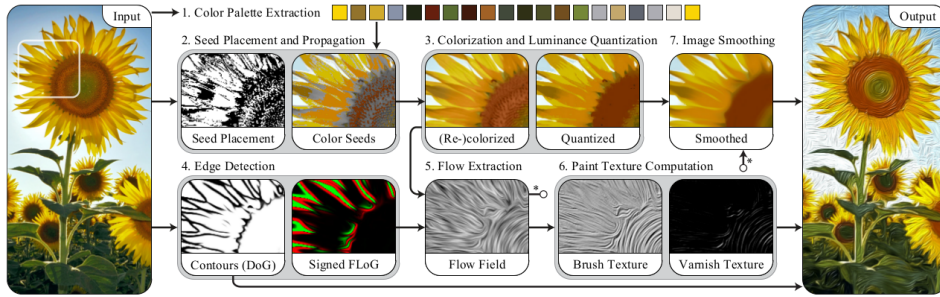 Input
1. Color Palette Extraction
Output
2. Seed Placement and Propagation
3. Colorization and Luminance Quantization
7. Image Smoothing
Seed Placement
Color Seeds
(Re-)colorized
Quantized
Smoothed
4. Edge Detection
5. Flow Extraction
6. Paint Texture Computation
*
*
Contours (DoG)
Signed FLoG
Flow Field
Brush Texture
Varnish Texture